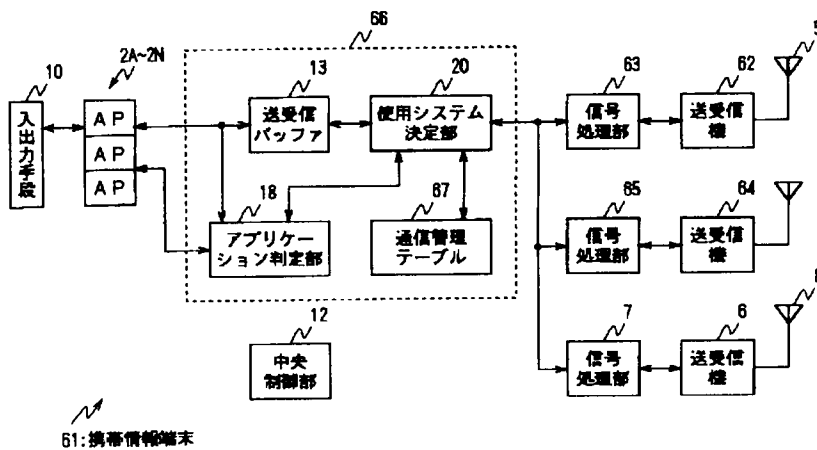 66
2A~2N
10
13
20
63
62
5
入出力手段
AP
AP
AP
送受信
バッファ
使用システム
決定部
信号
処理部
送受信
機
18
67
65
64
アプリケー
ション判定部
通信管理
テーブル
信号
処理部
送受信
機
12
7
6
8
中央
制御部
信号
処理部
送受信
機
61:携帯情報端末